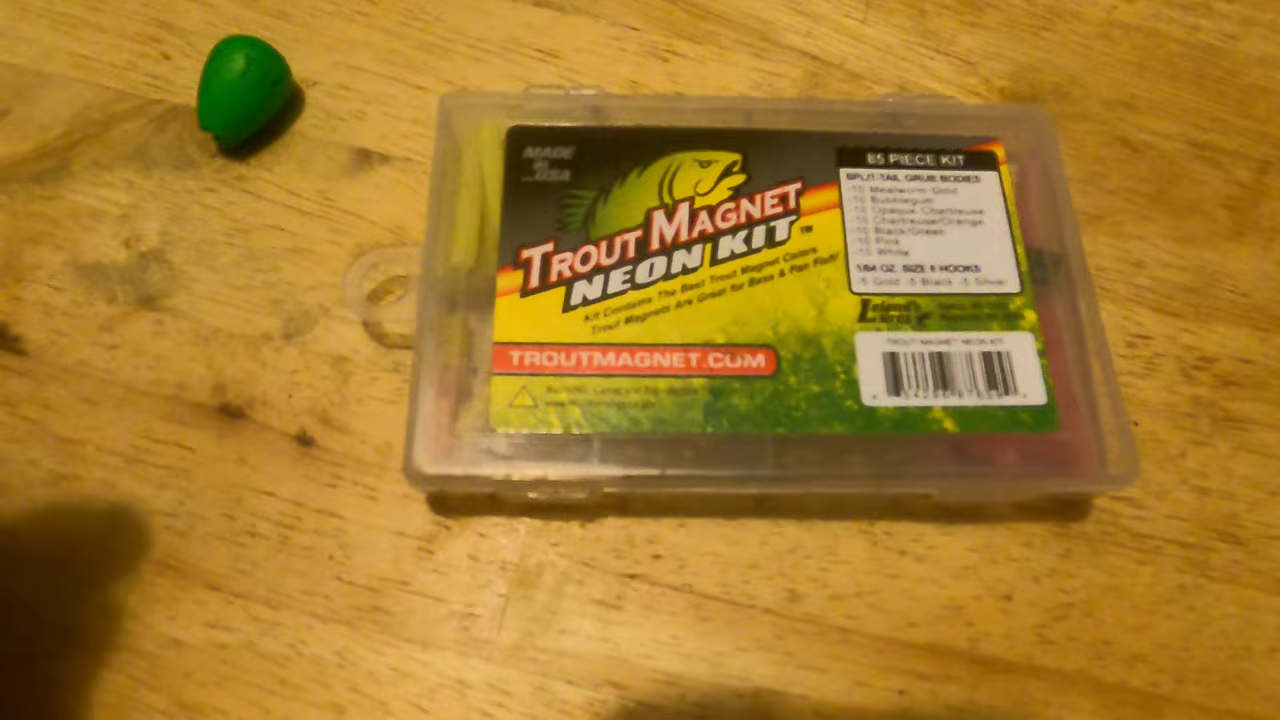 MADE
IN
...USA
TROUT MAGNET
NEON KIT™
Kit Contains The Best Trout Magnet Colors
Trout Magnets Are Great for Bass & Pan Fish!
TROUTMAGNET.COM
85 PIECE KIT
SPLIT-TAIL GRUB BODIES
-10 Mealworm Gold
-10 Bubblegum
-10 Opaque Chartreuse
-10 Chartreuse/Orange
-10 Black/Green
-10 Pink
-10 White
1/64 OZ. SIZE 8 HOOKS
-5 Gold -5 Black -5 Silver
TROUT MAGNET NEON KIT